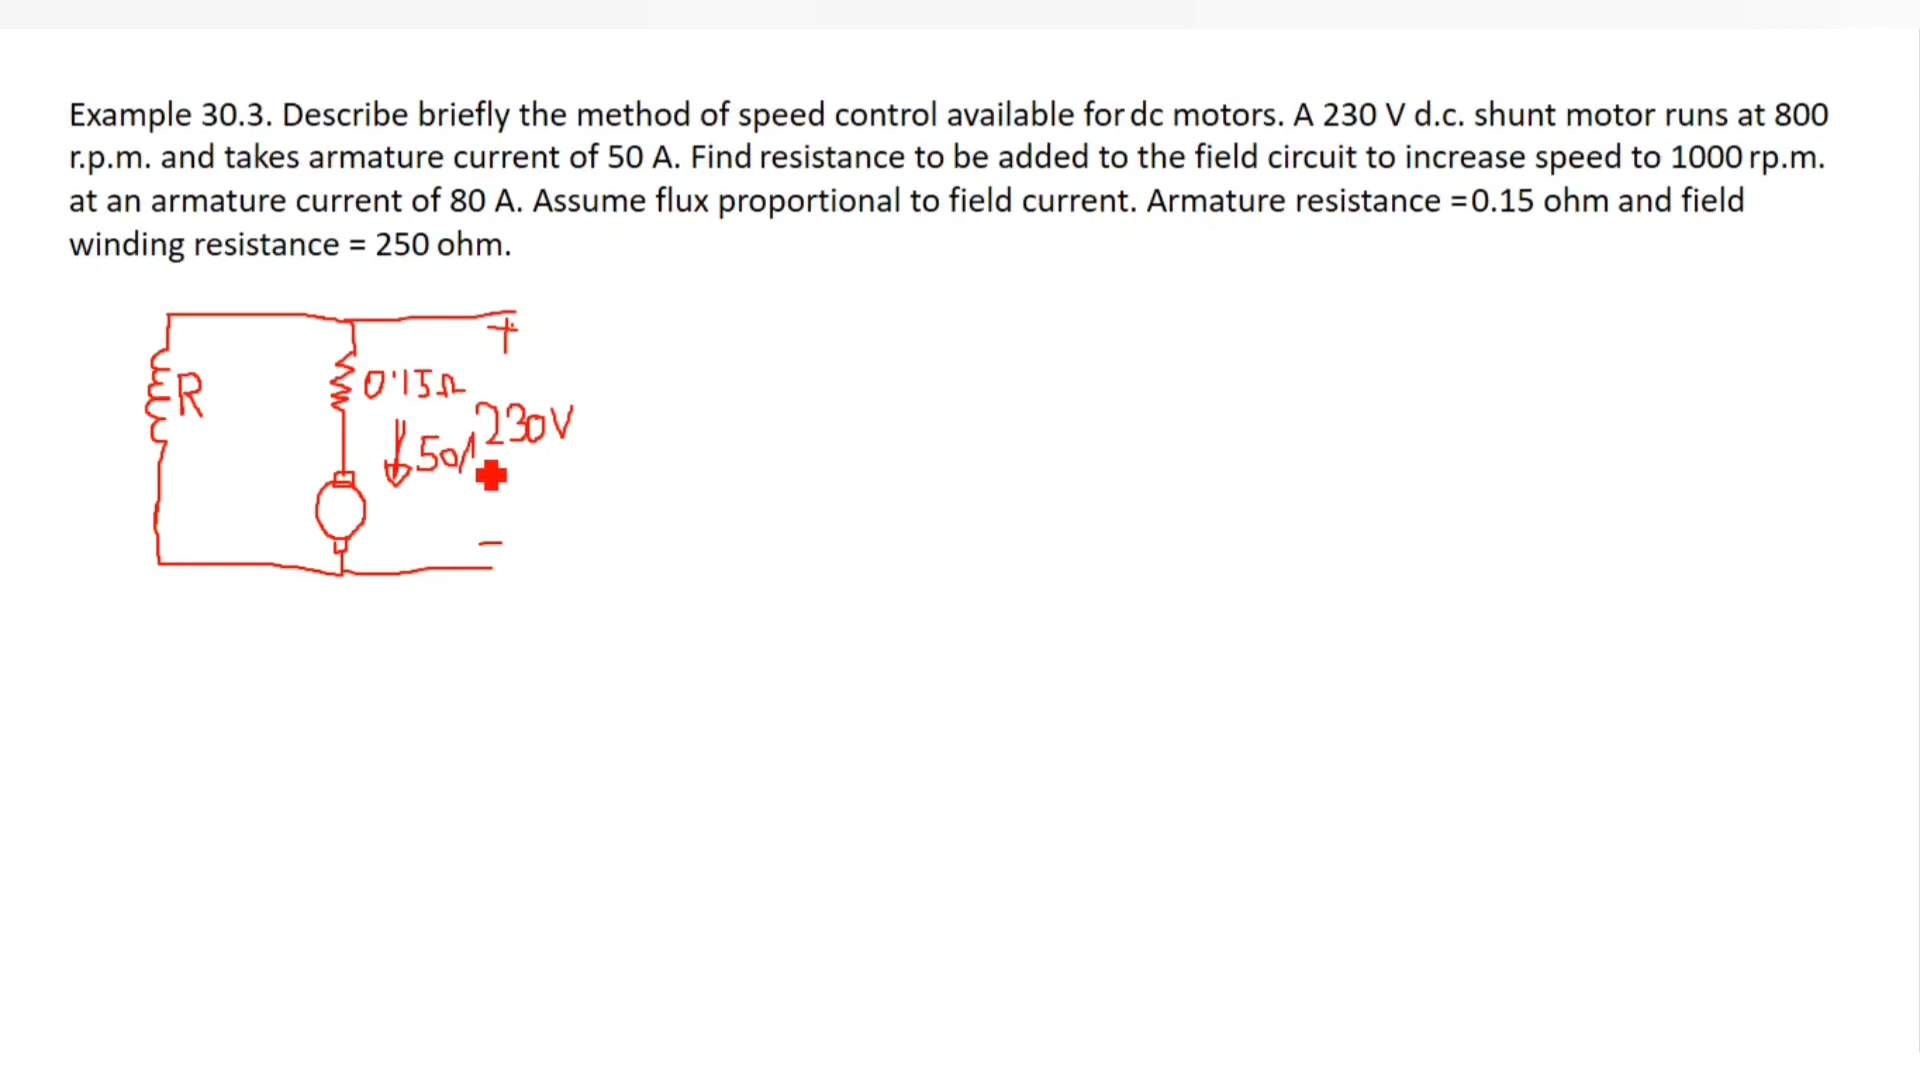 Example 30.3. Describe briefly the method of speed control available for dc motors. A 230 V d.c. shunt motor runs at 800
r.p.m. and takes armature current of 50 A. Find resistance to be added to the field circuit to increase speed to 1000 rp.m.
at an armature current of 80 A. Assume flux proportional to field current. Armature resistance =0.15 ohm and field
winding resistance = 250 ohm.
+
R
0.15Ω
230V
50A
−